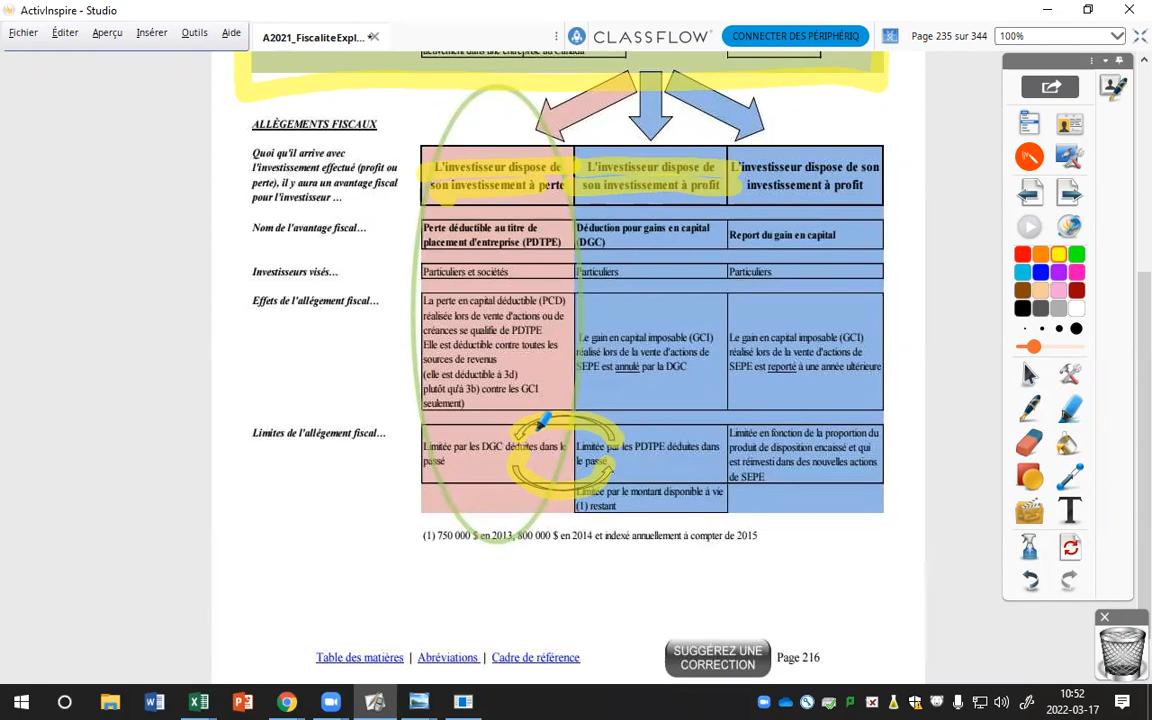 ActivInspire - Studio
Fichier Éditer Aperçu Insérer Outils Aide
A2021_FiscaliteExpl...
CLASSFLOW
CONNECTER DES PÉRIPHÉRIQ
Page 235 sur 344
100%
activement dans une entreprise au Canada
ALLÈGEMENTS FISCAUX
Quoi qu'il arrive avec
l'investissement effectué (profit ou
perte), il y aura un avantage fiscal
pour l'investisseur …
L'investisseur dispose de
son investissement à perte
L'investisseur dispose de
son investissement à profit
L'investisseur dispose de son
investissement à profit
Nom de l'avantage fiscal…
Perte déductible au titre de
placement d'entreprise (PDTPE)
Déduction pour gains en capital
(DGC)
Report du gain en capital
Investisseurs visés…
Particuliers et sociétés
Particuliers
Particuliers
Effets de l'allégement fiscal…
La perte en capital déductible (PCD)
réalisée lors de vente d'actions ou de
créances se qualifie de PDTPE
Elle est déductible contre toutes les
sources de revenus
(elle est déductible à 3d)
plutôt qu'à 3b) contre les GCI
seulement)
Le gain en capital imposable (GCI)
réalisé lors de la vente d'actions de
SEPE est annulé par la DGC
Le gain en capital imposable (GCI)
réalisé lors de la vente d'actions de
SEPE est reporté à une année ultérieure
Limites de l'allégement fiscal…
Limitée par les DGC déduites dans le
passé
Limitée par les PDTPE déduites dans
le passé
Limitée en fonction de la proportion du
produit de disposition encaissé et qui
est réinvesti dans des nouvelles actions
de SEPE
Limitée par le montant disponible à vie
(1) restant
(1) 750 000 $ en 2013, 800 000 $ en 2014 et indexé annuellement à compter de 2015
Table des matières | Abréviations | Cadre de référence
SUGGÉREZ UNE
CORRECTION
Page 216
10:52
2022-03-17